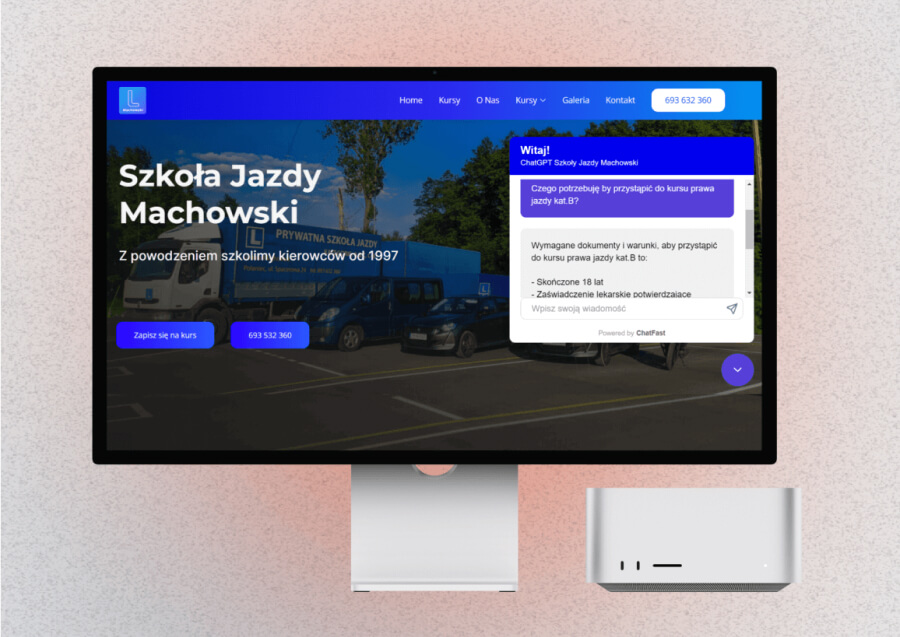 L
Machowski
Home
Kursy
O Nas
Kursy
Galeria
Kontakt
693 632 360
Szkoła Jazdy
Machowski
Z powodzeniem szkolimy kierowców od 1997
L PRYWATNA SZKOŁA JAZDY
L
Zapisz się na kurs
693 532 360
Witaj!
ChatGPT Szkoły Jazdy Machowski
Czego potrzebuję by przystąpić do kursu prawa
jazdy kat.B?
Wymagane dokumenty i warunki, aby przystąpić
do kursu prawa jazdy kat.B to:
- Skończone 18 lat
- Zaświadczenie lekarskie potwierdzające
Wpisz swoją wiadomość
Powered by ChatFast